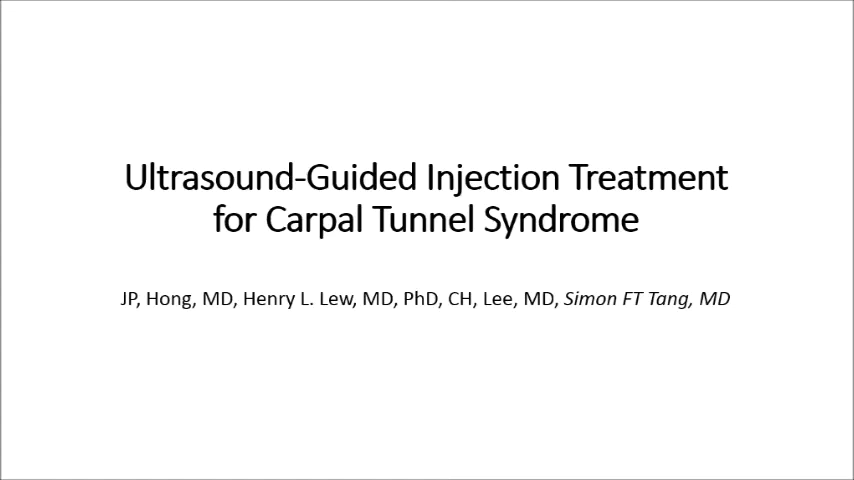 Ultrasound-Guided Injection Treatment
for Carpal Tunnel Syndrome
JP, Hong, MD, Henry L. Lew, MD, PhD, CH, Lee, MD, Simon FT Tang, MD